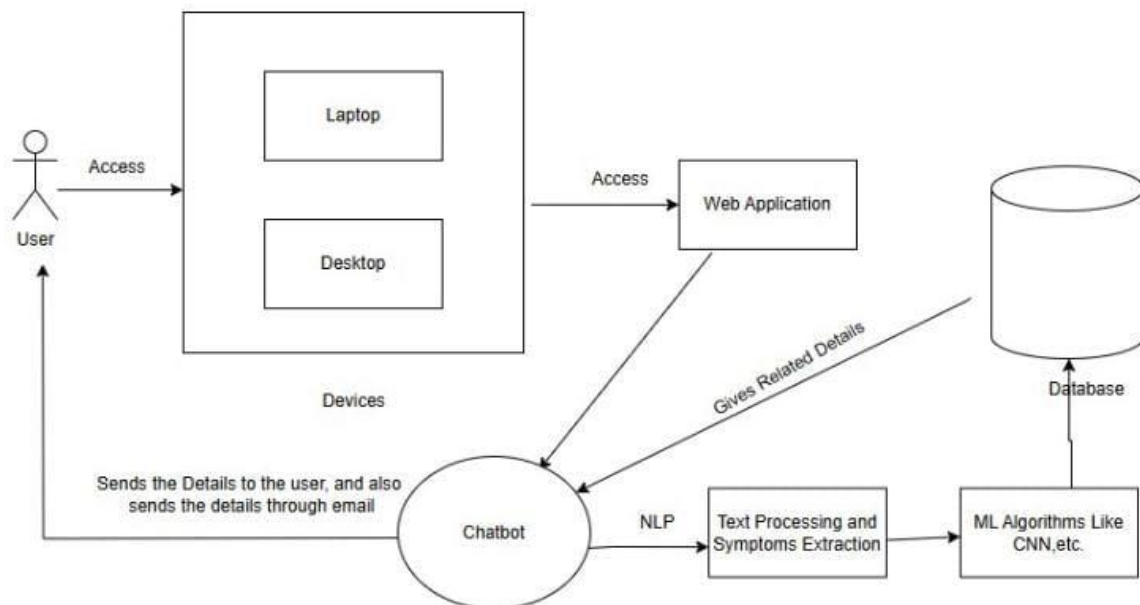 Laptop
Access
Access
Web Application
User
Desktop
Gives Related Details
Devices
Database
Sends the Details to the user, and also
sends the details through email
Chatbot
NLP
Text Processing and
Symptoms Extraction
ML Algorithms Like
CNN,etc.